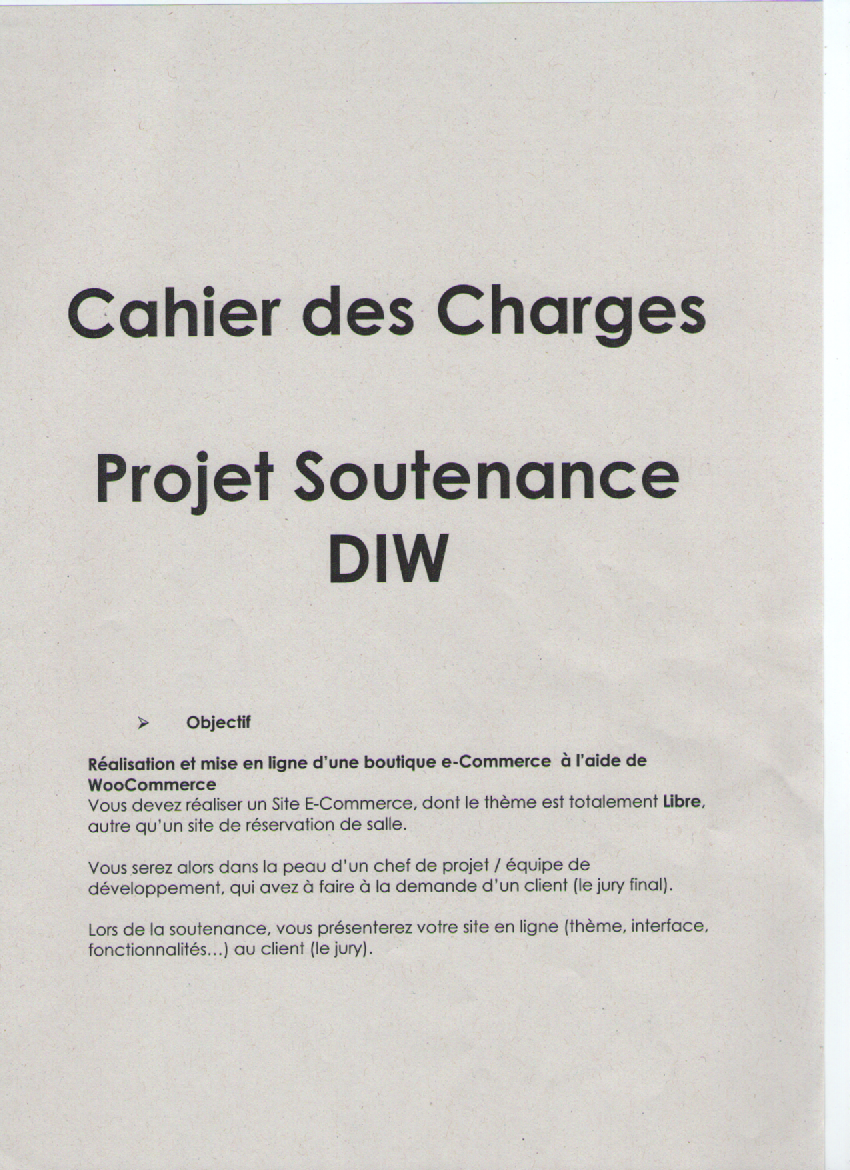 Cahier des Charges
Projet Soutenance
DIW
➢ Objectif
Réalisation et mise en ligne d'une boutique e-Commerce à l'aide de
WooCommerce
Vous devez réaliser un Site E-Commerce, dont le thème est totalement Libre,
autre qu'un site de réservation de salle.
Vous serez alors dans la peau d'un chef de projet / équipe de
développement, qui avez à faire à la demande d'un client (le jury final).
Lors de la soutenance, vous présenterez votre site en ligne (thème, interface,
fonctionnalités...) au client (le jury).